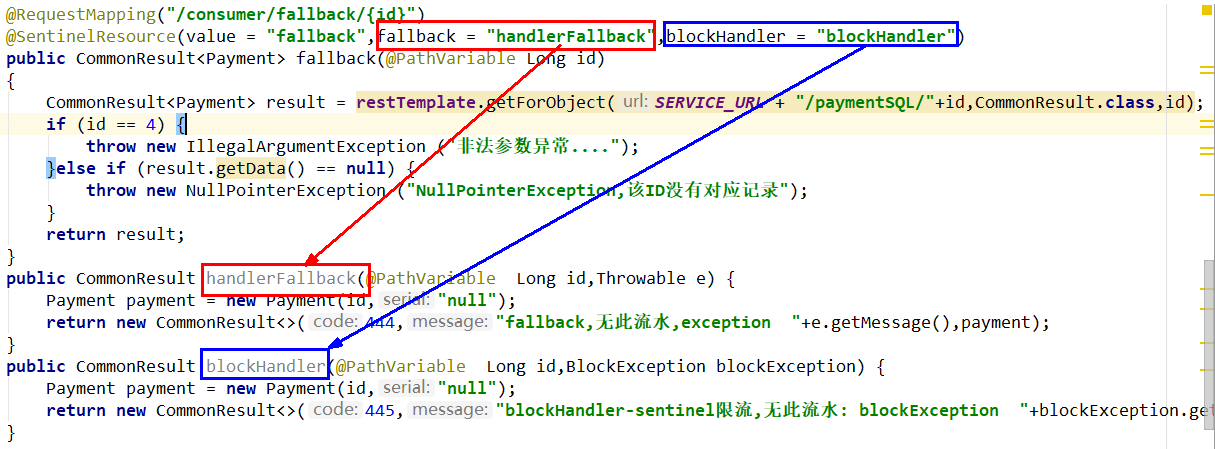 @RequestMapping("/consumer/fallback/{id}")
@SentinelResource(value = "fallback",fallback = "handlerFallback",blockHandler = "blockHandler")
public CommonResult<Payment> fallback(@PathVariable Long id)
{
    CommonResult<Payment> result = restTemplate.getForObject( url: SERVICE_URL + "/paymentSQL/"+id,CommonResult.class,id);
    if (id == 4) {
        throw new IllegalArgumentException ("非法参数异常....");
    }else if (result.getData() == null) {
        throw new NullPointerException ("NullPointerException,该ID没有对应记录");
    }
    return result;
}
public CommonResult handlerFallback(@PathVariable  Long id,Throwable e) {
    Payment payment = new Payment(id, serial: "null");
    return new CommonResult<>( code: 444, message: "fallback,无此流水,exception  "+e.getMessage(),payment);
}
public CommonResult blockHandler(@PathVariable  Long id,BlockException blockException) {
    Payment payment = new Payment(id, serial: "null");
    return new CommonResult<>( code: 445, message: "blockHandler-sentinel限流,无此流水: blockException  "+blockException.get
}